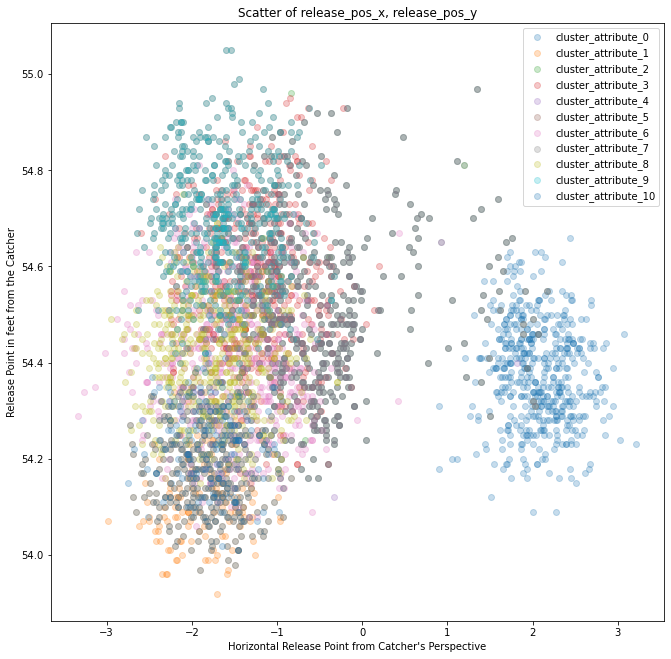 Scatter of release_pos_x, release_pos_y
cluster_attribute_0
cluster_attribute_1
cluster_attribute_2
cluster_attribute_3
cluster_attribute_4
cluster_attribute_5
cluster_attribute_6
cluster_attribute_7
cluster_attribute_8
cluster_attribute_9
cluster_attribute_10
Release Point in feet from the Catcher
55.0
54.8
54.6
54.4
54.2
54.0
−3 −2 −1 0 1 2 3
Horizontal Release Point from Catcher's Perspective